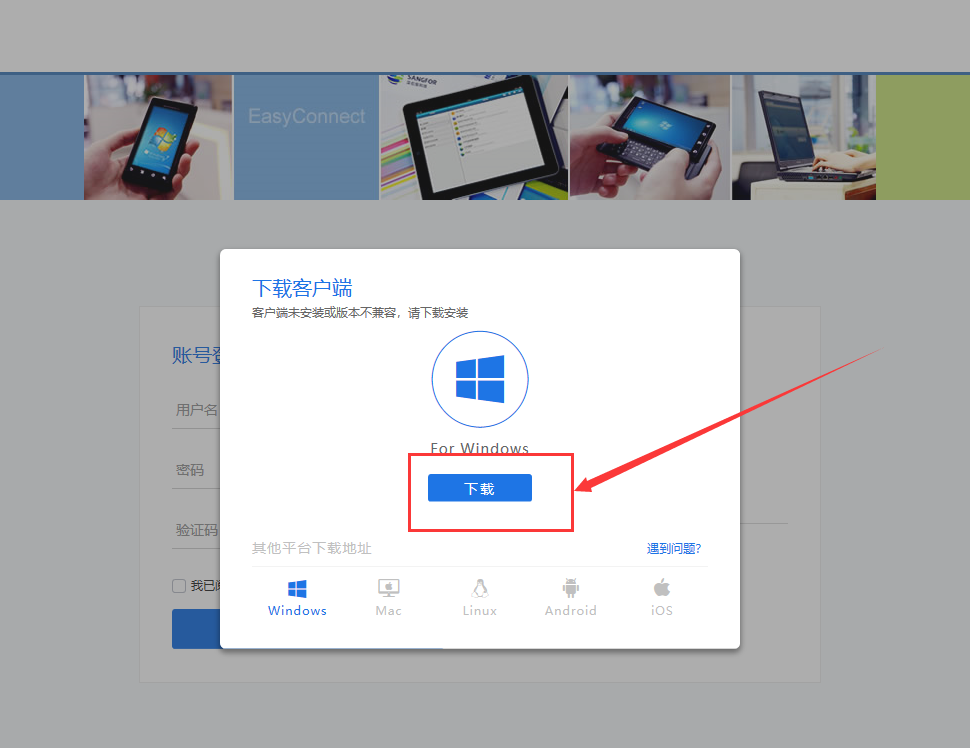 SANGFOR
EasyConnect
下载客户端
客户端未安装或版本不兼容，请下载安装
账号登
用户名
密码
验证码
我已阅
For Windows
下载
其他平台下载地址
遇到问题?
Windows
Mac
Linux
Android
iOS